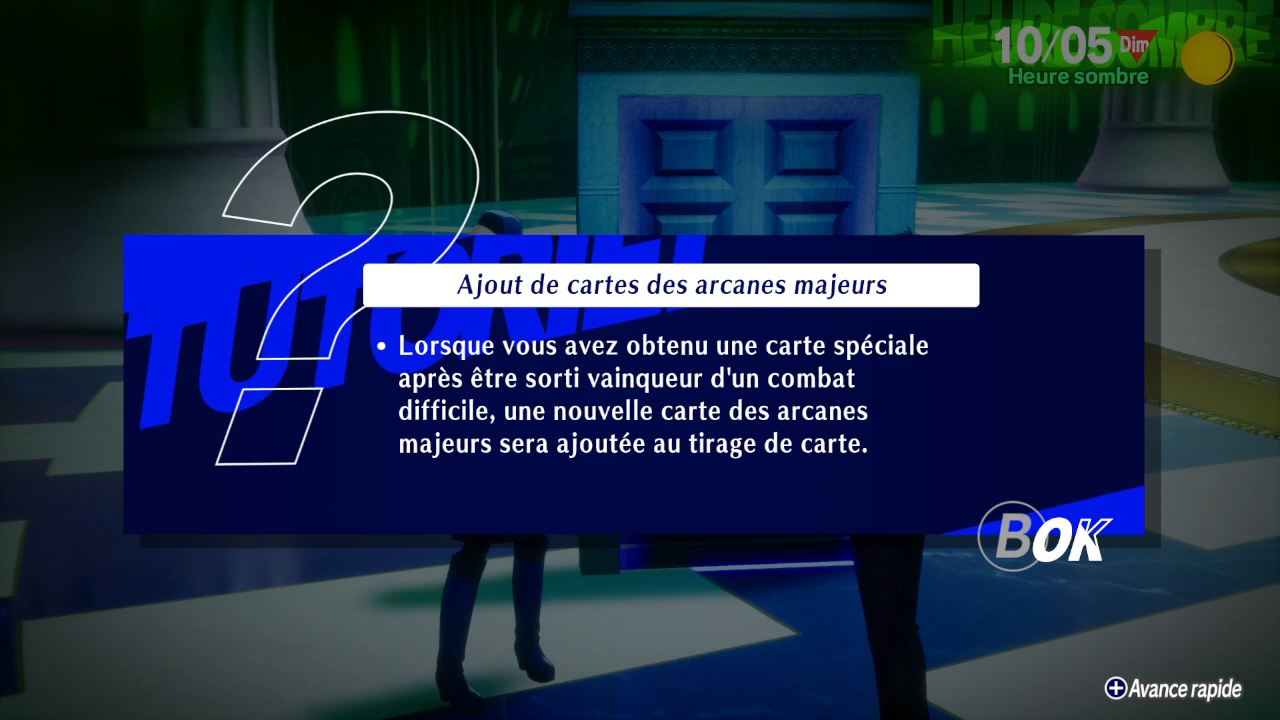 HEURE SOMBRE
10/05 Dim
Heure sombre
TUTORIEL
Ajout de cartes des arcanes majeurs
• Lorsque vous avez obtenu une carte spéciale
après être sorti vainqueur d'un combat
difficile, une nouvelle carte des arcanes
majeurs sera ajoutée au tirage de carte.
B OK
Avance rapide